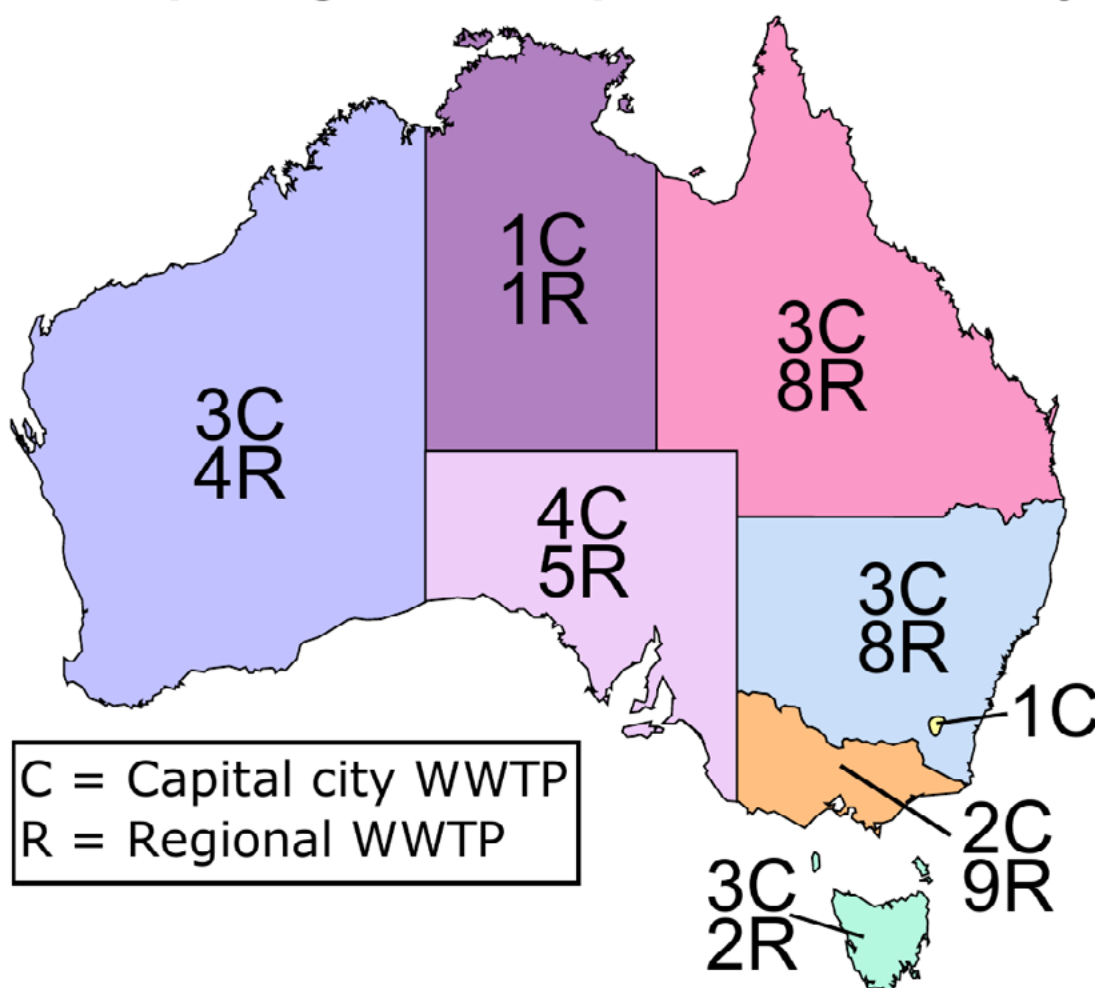 1C
1R
3C
8R
3C
4R
4C
5R
3C
8R
1C
C = Capital city WWTP
R = Regional WWTP
2C
9R
3C
2R